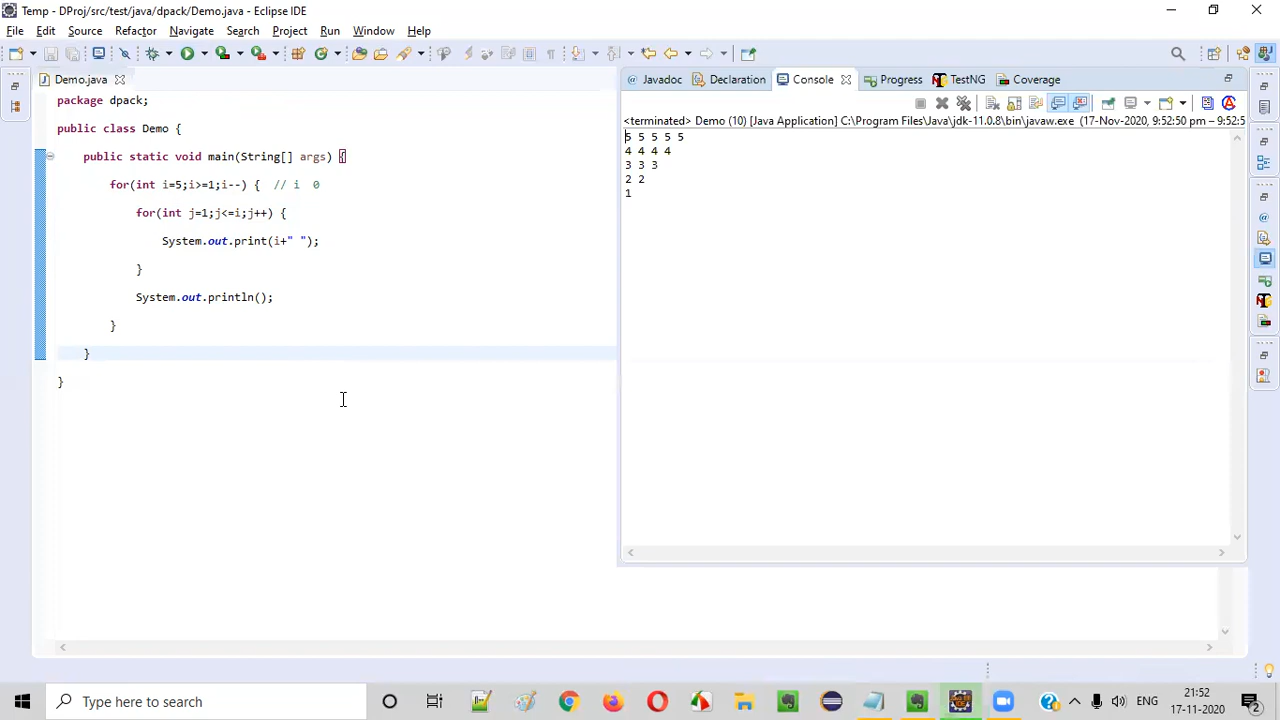 Temp - DProj/src/test/java/dpack/Demo.java - Eclipse IDE
File Edit Source Refactor Navigate Search Project Run Window Help
Demo.java
Javadoc Declaration Console Progress TestNG Coverage
<terminated> Demo (10) [Java Application] C:\Program Files\Java\jdk-11.0.8\bin\javaw.exe (17-Nov-2020, 9:52:50 pm – 9:52:5
package dpack;
public class Demo {
public static void main(String[] args) {
for(int i=5;i>=1;i--) { // i 0
for(int j=1;j<=i;j++) {
System.out.print(i+" ");
}
System.out.println();
}
}
}
5 5 5 5 5
4 4 4 4
3 3 3
2 2
1
Type here to search
ENG
21:52
17-11-2020
2